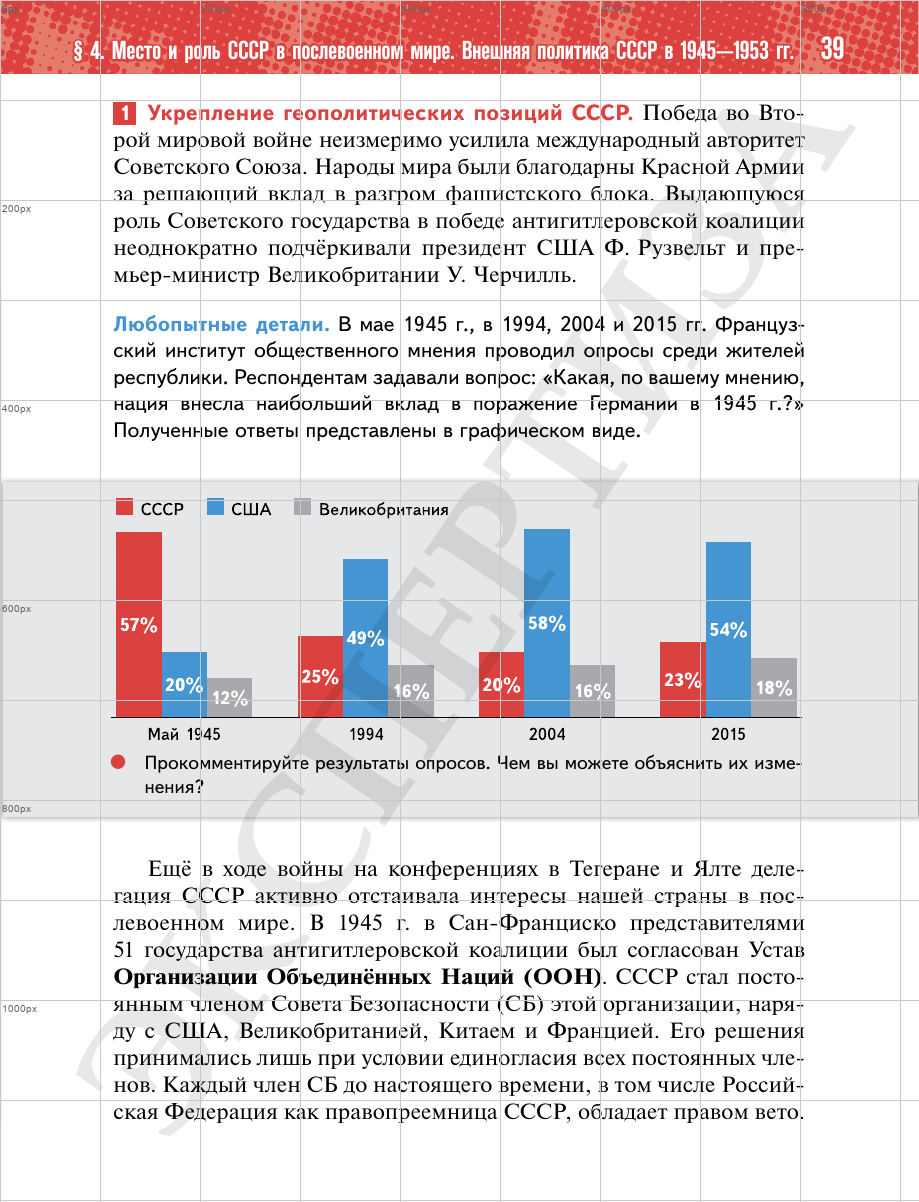 § 4. Место и роль СССР в послевоенном мире. Внешняя политика СССР в 1945—1953 гг. 39
1 Укрепление геополитических позиций СССР. Победа во Вто-
рой мировой войне неизмеримо усилила международный авторитет
Советского Союза. Народы мира были благодарны Красной Армии
за решающий вклад в разгром фашистского блока. Выдающуюся
роль Советского государства в победе антигитлеровской коалиции
неоднократно подчёркивали президент США Ф. Рузвельт и пре-
мьер-министр Великобритании У. Черчилль.
Любопытные детали. В мае 1945 г., в 1994, 2004 и 2015 гг. Француз-
ский институт общественного мнения проводил опросы среди жителей
республики. Респондентам задавали вопрос: «Какая, по вашему мнению,
нация внесла наибольший вклад в поражение Германии в 1945 г.?»
Полученные ответы представлены в графическом виде.
СССР США Великобритания
57% 20% 12% 25% 49% 16% 20% 58% 16% 23% 54% 18%
Май 1945 1994 2004 2015
Прокомментируйте результаты опросов. Чем вы можете объяснить их изме-
нения?
Ещё в ходе войны на конференциях в Тегеране и Ялте деле-
гация СССР активно отстаивала интересы нашей страны в пос-
левоенном мире. В 1945 г. в Сан-Франциско представителями
51 государства антигитлеровской коалиции был согласован Устав
Организации Объединённых Наций (ООН). СССР стал посто-
янным членом Совета Безопасности (СБ) этой организации, наря-
ду с США, Великобританией, Китаем и Францией. Его решения
принимались лишь при условии единогласия всех постоянных чле-
нов. Каждый член СБ до настоящего времени, в том числе Россий-
ская Федерация как правопреемница СССР, обладает правом вето.
ЭКСПЕРТИЗА
200px
400px
600px
800px
1000px